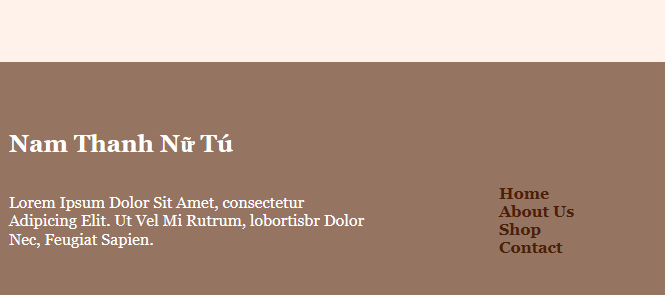 Nam Thanh Nữ Tú
Lorem Ipsum Dolor Sit Amet, consectetur
Adipicing Elit. Ut Vel Mi Rutrum, lobortisbr Dolor
Nec, Feugiat Sapien.
Home
About Us
Shop
Contact